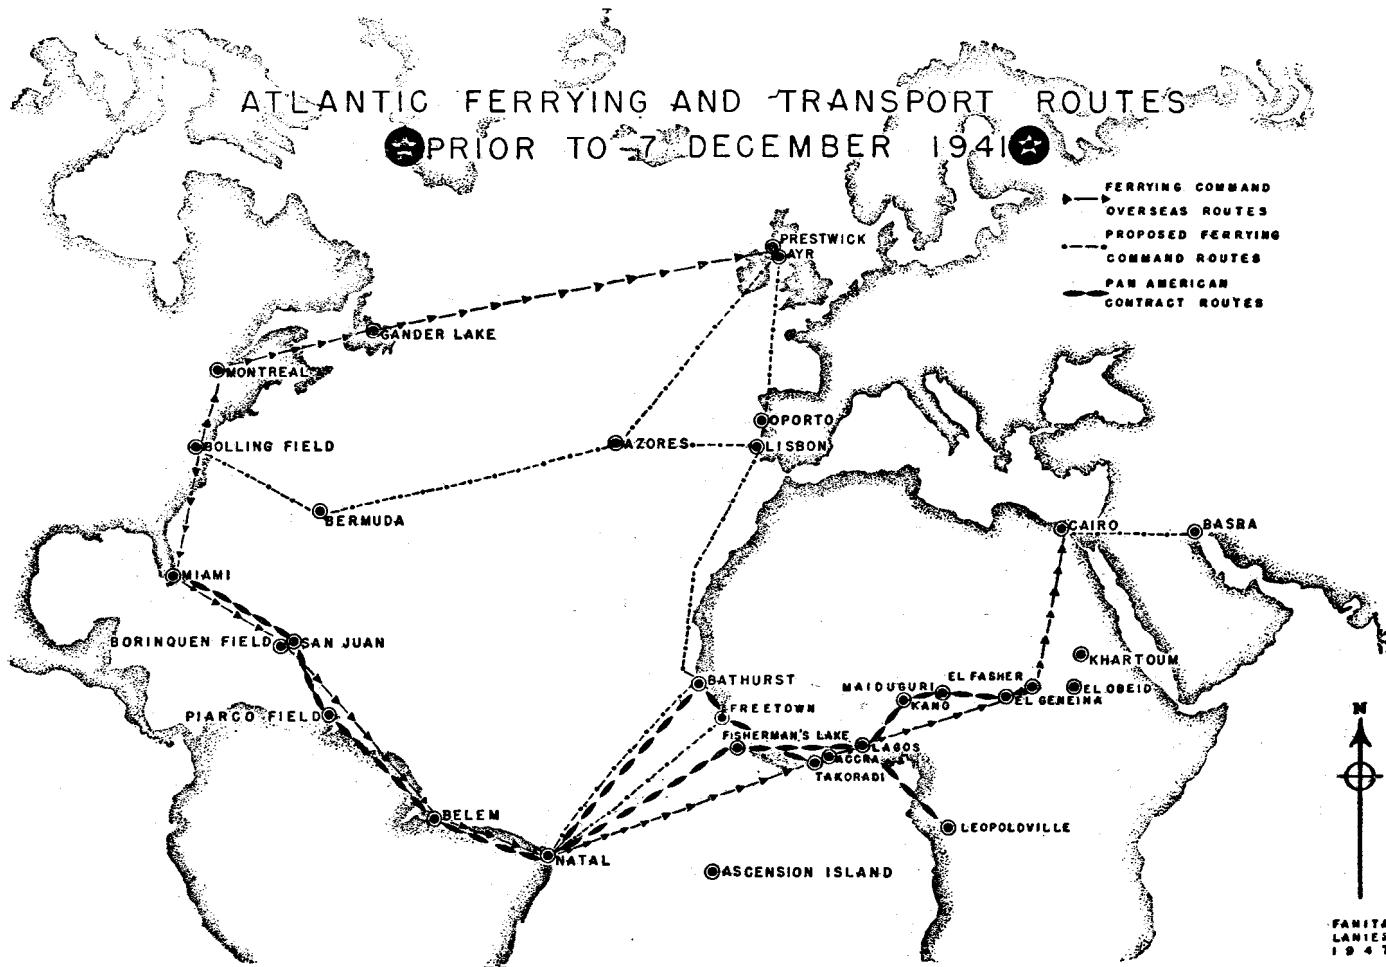 ATLANTIC FERRYING AND TRANSPORT ROUTES
PRIOR TO 7 DECEMBER 1941
FERRYING COMMAND
OVERSEAS ROUTES
PROPOSED FERRYING
COMMAND ROUTES
PAN AMERICAN
CONTRACT ROUTES
PRESTWICK
AYR
GANDER LAKE
MONTREAL
BOLLING FIELD
AZORES
OPORTO
LISBON
BERMUDA
CAIRO
BASRA
MIAMI
BORINQUEN FIELD
SAN JUAN
KHARTOUM
BATHURST
MAIDUGURI
EL FASHER
EL OBEID
KANO
EL GENEINA
PIARCO FIELD
FREETOWN
FISHERMAN'S LAKE
LAGOS
ACCRA
TAKORADI
BELEM
LEOPOLDVILLE
NATAL
ASCENSION ISLAND
N
1947